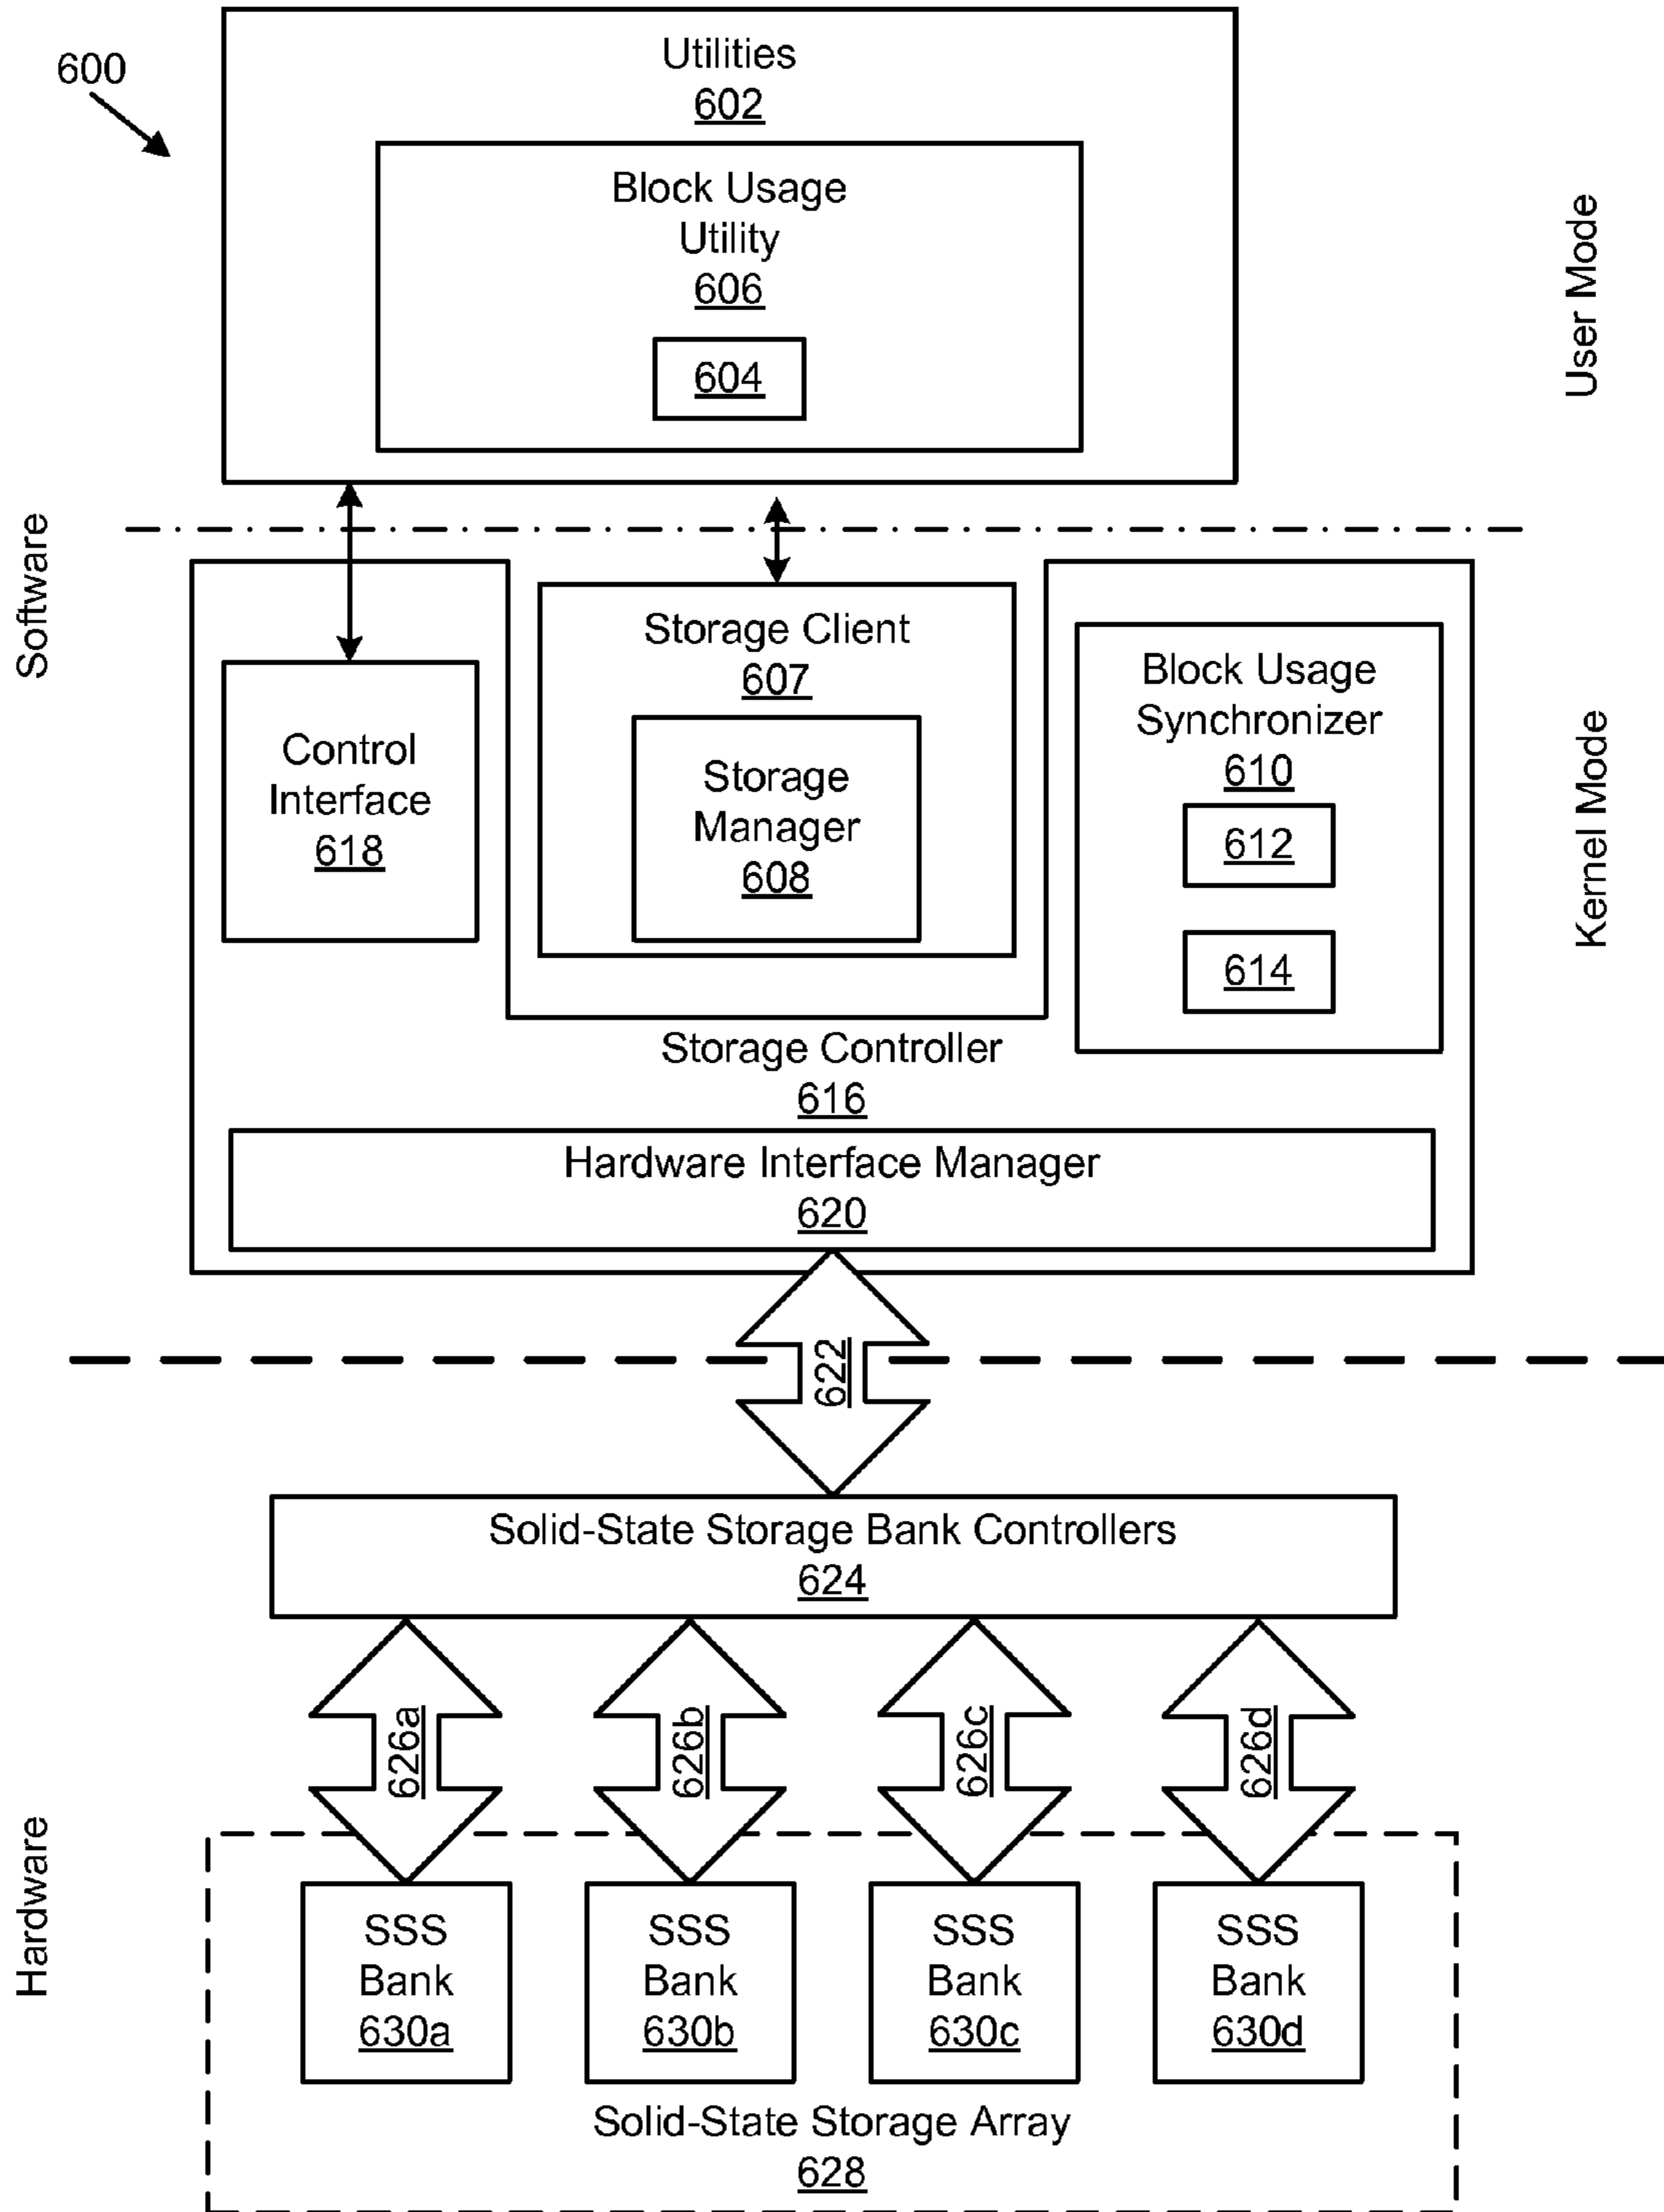 600
Utilities
602
Block Usage
Utility
606
604
User Mode
Software
Storage Client
607
Storage
Manager
608
Control
Interface
618
Block Usage
Synchronizer
610
612
614
Kernel Mode
Storage Controller
616
Hardware Interface Manager
620
622
Solid-State Storage Bank Controllers
624
626a
626b
626c
626d
Hardware
SSS
Bank
630a
SSS
Bank
630b
SSS
Bank
630c
SSS
Bank
630d
Solid-State Storage Array
628